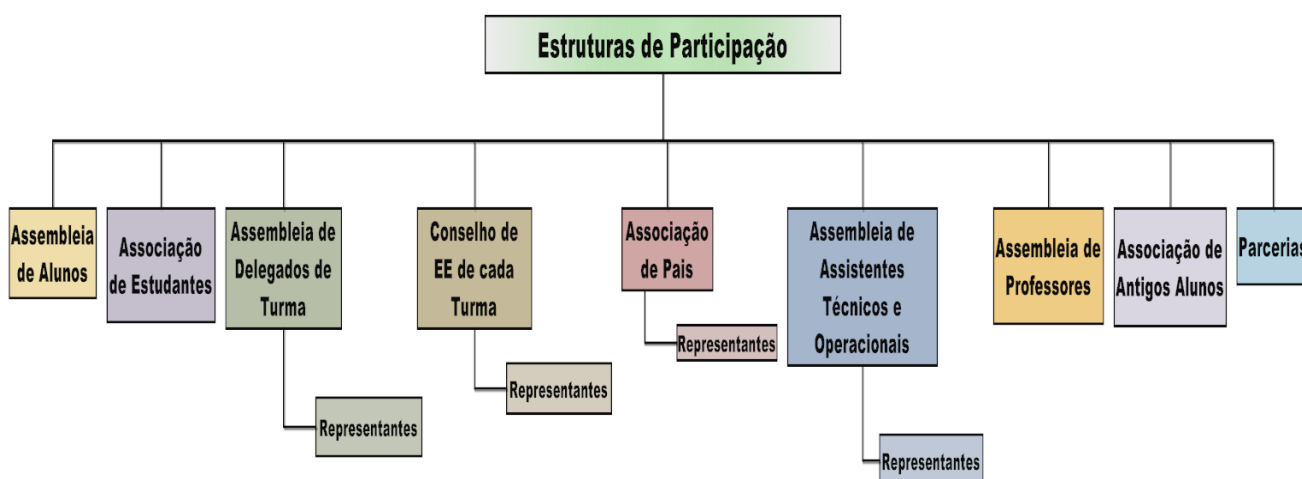 Estruturas de Participação
Assembleia
de Alunos
Associação
de Estudantes
Assembleia de
Delegados de
Turma
Representantes
Conselho de
EE de cada
Turma
Representantes
Associação
de Pais
Representantes
Assembleia de
Assistentes
Técnicos e
Operacionais
Representantes
Assembleia de
Professores
Associação de
Antigos Alunos
Parcerias